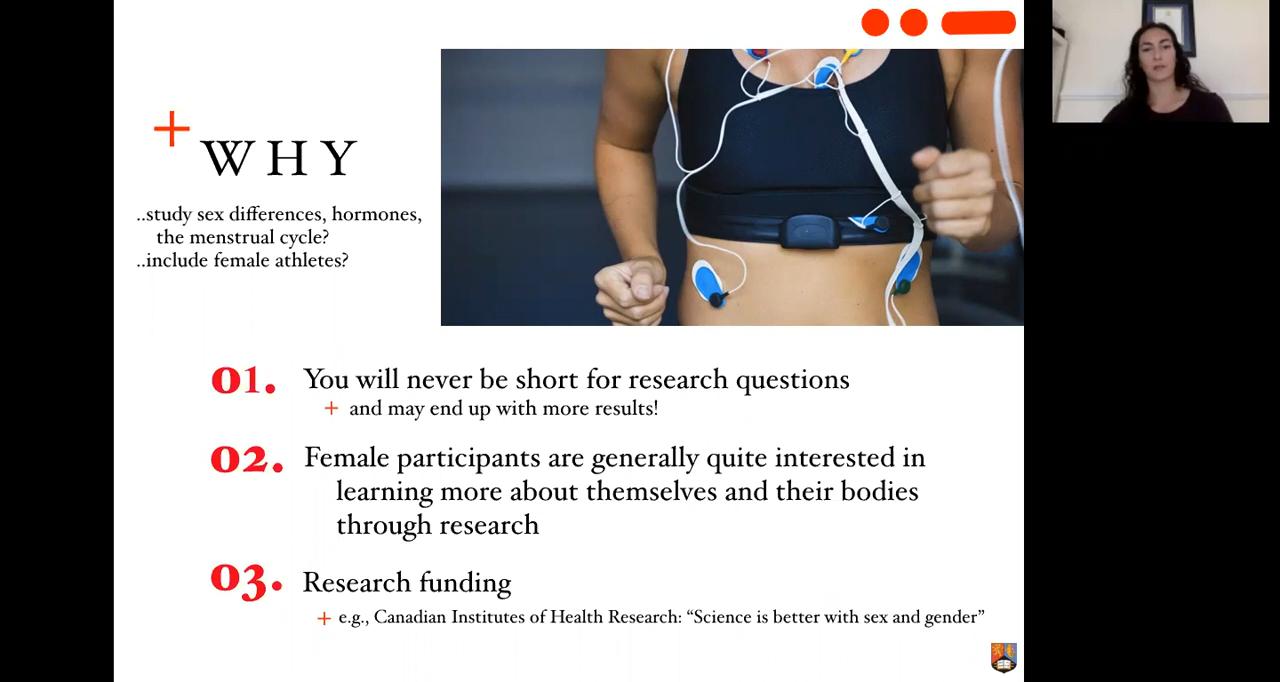 WHY
..study sex differences, hormones,
the menstrual cycle?
..include female athletes?
01. You will never be short for research questions
+ and may end up with more results!
02. Female participants are generally quite interested in
learning more about themselves and their bodies
through research
03. Research funding
+ e.g., Canadian Institutes of Health Research: “Science is better with sex and gender”